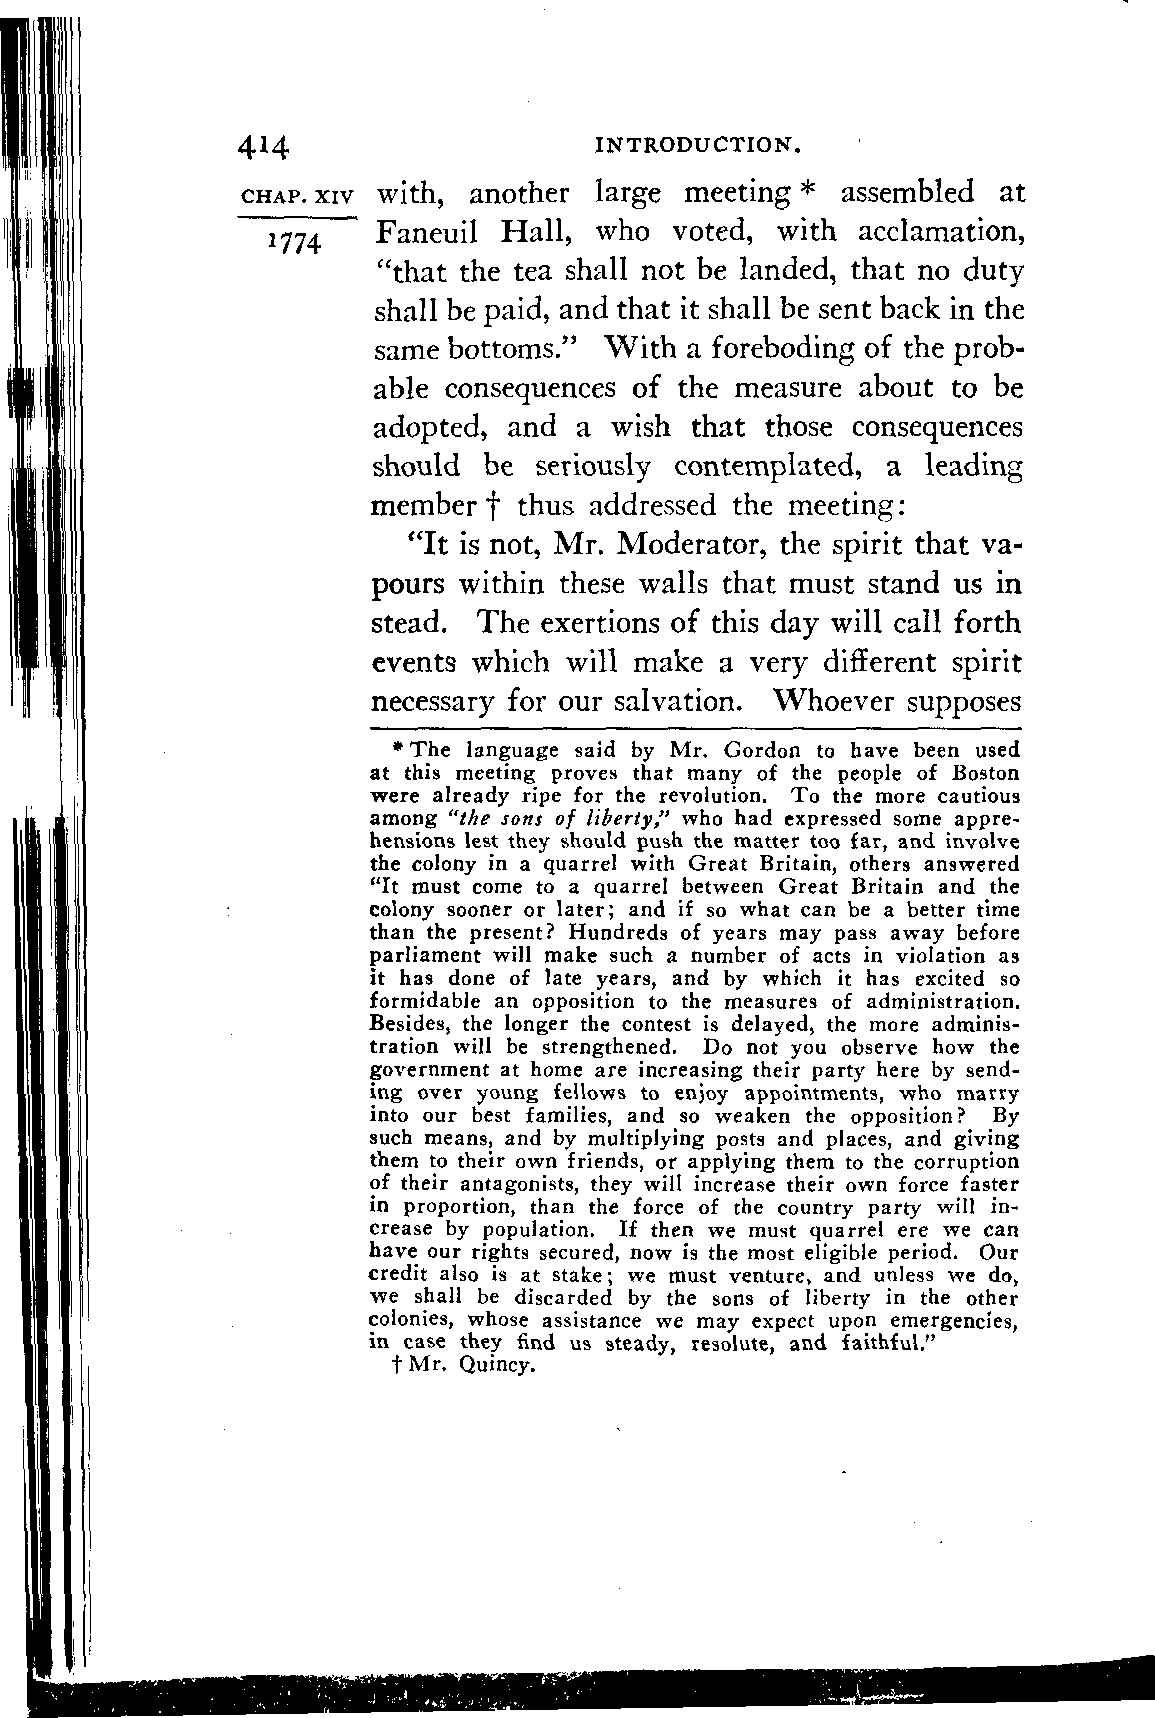 414 INTRODUCTION.
CHAP. XIV with, another large meeting * assembled at
1774 Faneuil Hall, who voted, with acclamation,
“that the tea shall not be landed, that no duty
shall be paid, and that it shall be sent back in the
same bottoms.” With a foreboding of the prob-
able consequences of the measure about to be
adopted, and a wish that those consequences
should be seriously contemplated, a leading
member † thus addressed the meeting:
“It is not, Mr. Moderator, the spirit that va-
pours within these walls that must stand us in
stead. The exertions of this day will call forth
events which will make a very different spirit
necessary for our salvation. Whoever supposes
* The language said by Mr. Gordon to have been used
at this meeting proves that many of the people of Boston
were already ripe for the revolution. To the more cautious
among “the sons of liberty,” who had expressed some appre-
hensions lest they should push the matter too far, and involve
the colony in a quarrel with Great Britain, others answered
“It must come to a quarrel between Great Britain and the
colony sooner or later; and if so what can be a better time
than the present? Hundreds of years may pass away before
parliament will make such a number of acts in violation as
it has done of late years, and by which it has excited so
formidable an opposition to the measures of administration.
Besides, the longer the contest is delayed, the more adminis-
tration will be strengthened. Do not you observe how the
government at home are increasing their party here by send-
ing over young fellows to enjoy appointments, who marry
into our best families, and so weaken the opposition? By
such means, and by multiplying posts and places, and giving
them to their own friends, or applying them to the corruption
of their antagonists, they will increase their own force faster
in proportion, than the force of the country party will in-
crease by population. If then we must quarrel ere we can
have our rights secured, now is the most eligible period. Our
credit also is at stake; we must venture, and unless we do,
we shall be discarded by the sons of liberty in the other
colonies, whose assistance we may expect upon emergencies,
in case they find us steady, resolute, and faithful.”
† Mr. Quincy.